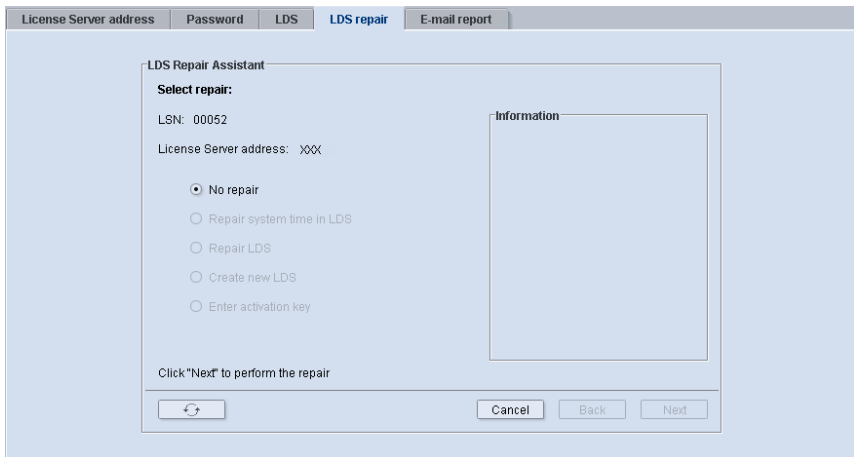 License Server address Password LDS LDS repair E-mail report
LDS Repair Assistant
Select repair:
Information
LSN: 00052
License Server address: XXX
No repair
Repair system time in LDS
Repair LDS
Create new LDS
Enter activation key
Click "Next" to perform the repair
Cancel Back Next